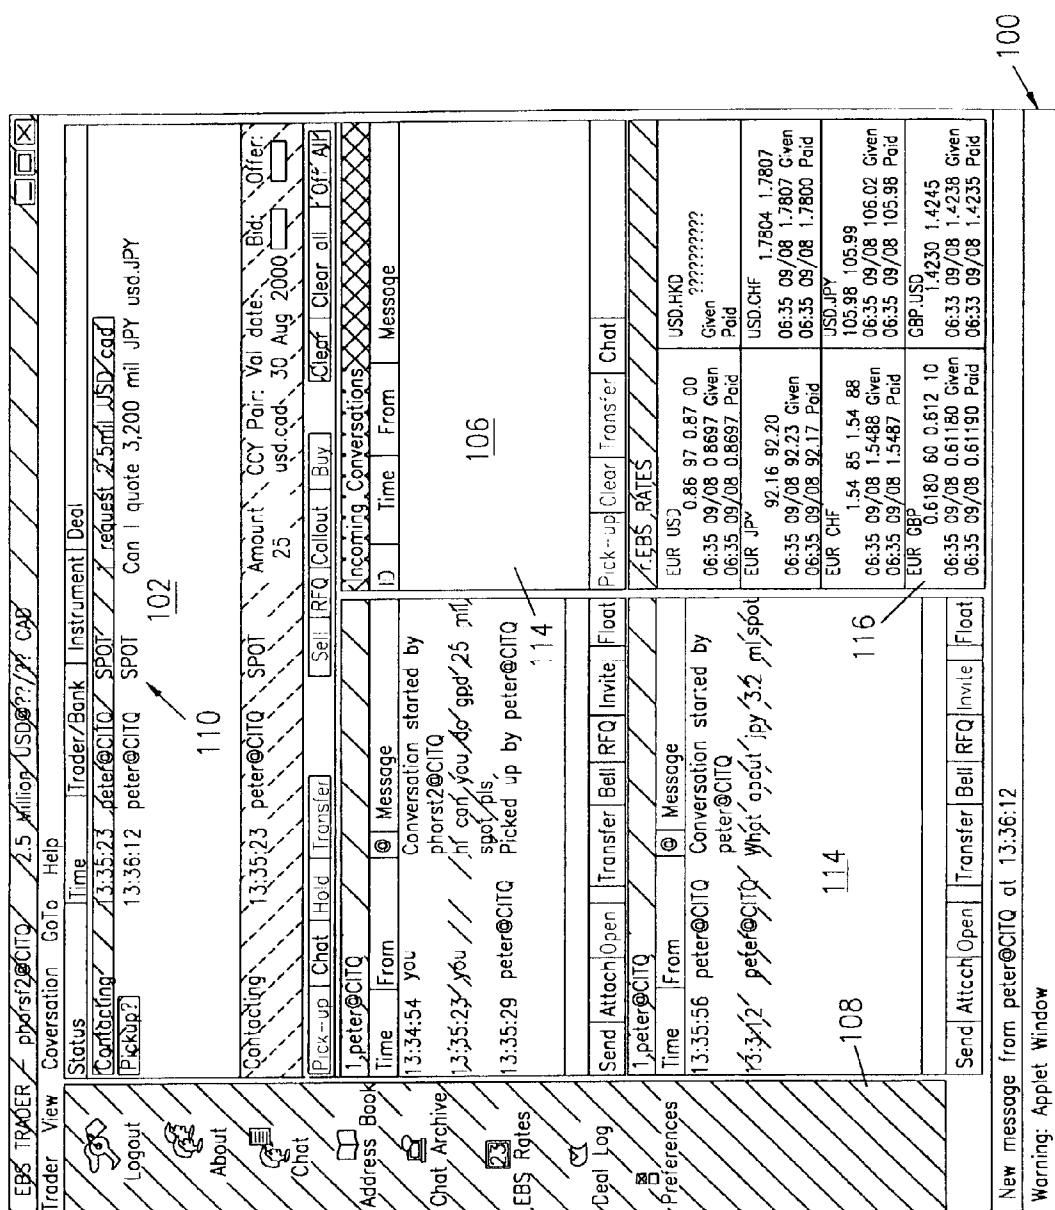 EBS TRADER – phorsf2@CITQ 2.5 Million USD@??/?? CAD
Trader View Coversation GoTo Help
Status Time Trader/Bank Instrument Deal
Contacting 13:35:23 peter@CITQ SPOT request 2.5mil USD cad
Pickup? 13:36:12 peter@CITQ SPOT Can I quote 3,200 mil JPY usd.JPY
102
110
Amount CCY Pair: Val date: Bid: Offer:
Contacting 13:35:23 peter@CITQ SPOT 25 usd.cad 30 Aug 2000
Pick-up Chat Hold Transfer Sell RFQ Callout Buy Clear Clear all Off All
Logout
About
Chat
Address Book
Chat Archive
EBS Rates
Deal Log
Preferences
108
1,peter@CITQ
Time From @ Message
13:34:54 you Conversation started by
phorst2@CITQ
13:35:23 you hi can you do gpd 25 mil
spot pls,
13:35:29 peter@CITQ Picked up by peter@CITQ
Send Attach Open Transfer Bell RFQ Invite Float
Incoming Conversations
ID Time From Message
106
114
Pick-up Clear Transfer Chat
1,peter@CITQ
Time From @ Message
13:35:56 peter@CITQ Conversation started by
peter@CITQ
13:3:12 peter@CITQ What about jpy 3.2 ml spot
114
116
Send Attcch Open Transfer Bell RFQ Invite Float
EBS RATES
EUR USD
0.86 97 0.87 00
06:35 09/08 0.8697 Given
06:35 09/08 0.8697 Paid
USD.HKD
?????????
Given
Paid
EUR JPY
92.16 92.20
06:35 09/08 92.23 Given
06:35 09/08 92.17 Paid
USD.CHF
1.7804 1.7807
06:35 09/08 1.7807 Given
06:35 09/08 1.7800 Paid
EUR CHF
1.54 85 1.54 88
06:35 09/08 1.5488 Given
06:35 09/08 1.5487 Paid
USD.JPY
105.98 105.99
06:35 09/08 106.02 Given
06:35 09/08 105.98 Paid
EUR GBP
0.6180 60 0.612 10
06:35 09/08 0.61180 Given
06:35 09/08 0.61190 Paid
GBP.USD
1.4230 1.4245
06:33 09/08 1.4238 Given
06:33 09/08 1.4235 Paid
New message from peter@CITQ at 13:36:12
Warning: Applet Window
100